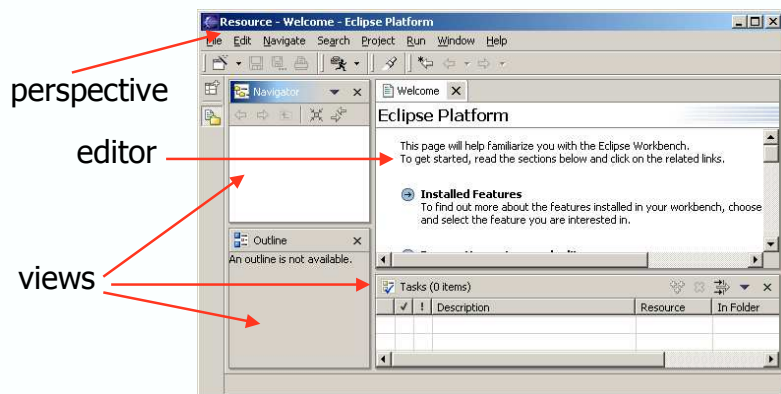 Resource - Welcome - Eclipse Platform
File Edit Navigate Search Project Run Window Help
perspective
Navigator
Welcome
Eclipse Platform
This page will help familiarize you with the Eclipse Workbench.
To get started, read the sections below and click on the related links.
editor
Installed Features
To find out more about the features installed in your workbench, choose
and select the feature you are interested in.
Outline
An outline is not available.
views
Tasks (0 items)
! Description Resource In Folder